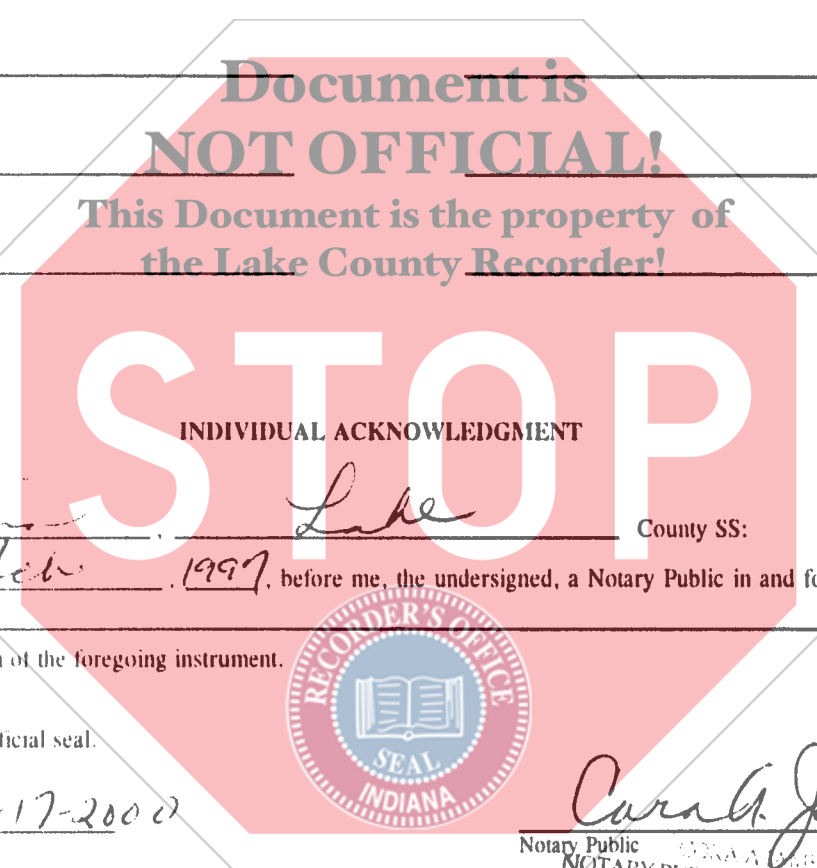 Document is
NOT OFFICIAL!
This Document is the property of
the Lake County Recorder!
STOP
INDIVIDUAL ACKNOWLEDGMENT
, Lake County SS:
, 1997, before me, the undersigned, a Notary Public in and fo
of the foregoing instrument.
RECORDER'S OFFICE
SEAL
INDIANA
ficial seal.
17-2000
Cara A.
Notary Public
NOTARY